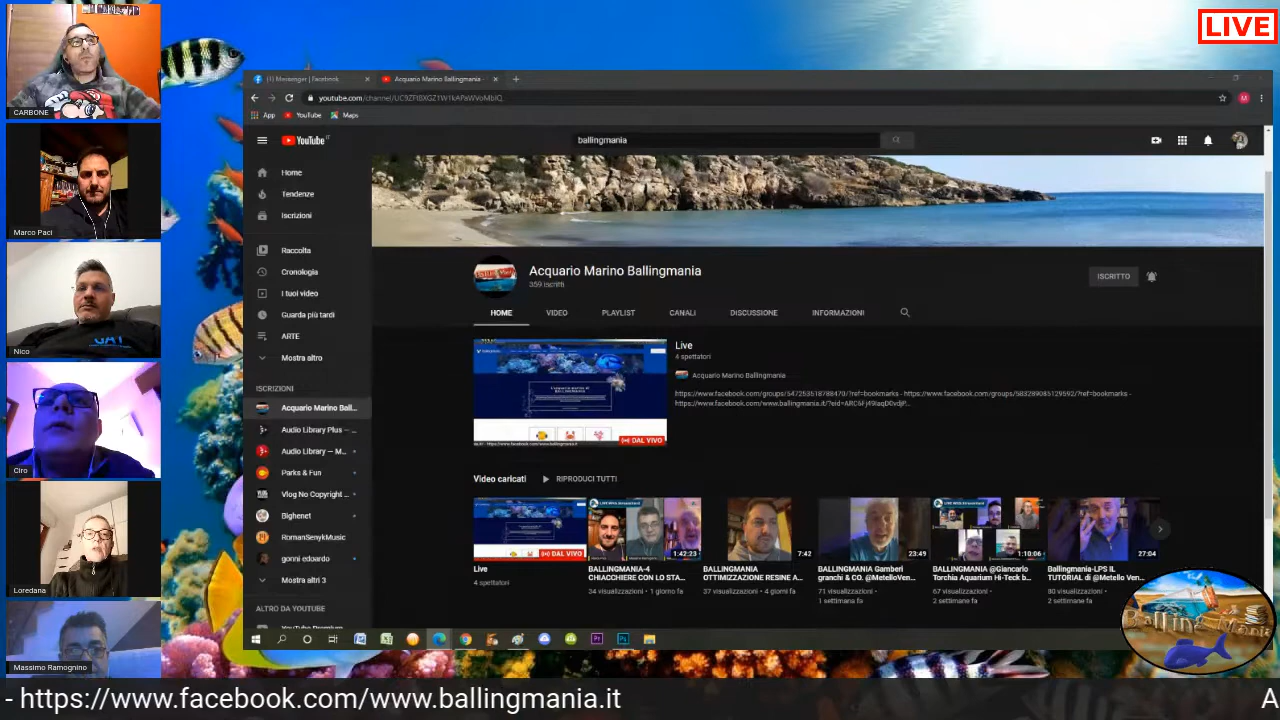 LIVE
CARBONE
Marco Paci
Nico
Ciro
Loredana
Massimo Ramognino
(1) Messenger | Facebook
Acquario Marino Ballingmania -
App YouTube Maps
YouTube IT
ballingmania
Home
Tendenze
Iscrizioni
Raccolta
Cronologia
I tuoi video
Guarda più tardi
ARTE
Mostra altro
ISCRIZIONI
Acquario Marino Ball...
Audio Library Plus – ...
Audio Library — M...
Parks & Fun
Vlog No Copyright ...
Bighenet
RomanSenykMusic
gonni edoardo
Mostra altri 3
ALTRO DA YOUTUBE
YouTube Premium
Acquario Marino Ballingmania
359 iscritti
ISCRITTO
HOME VIDEO PLAYLIST CANALI DISCUSSIONE INFORMAZIONI
Live
4 spettatori
Acquario Marino Ballingmania
DAL VIVO
Video caricati RIPRODUCI TUTTI
DAL VIVO
1:42:23
7:42
23:49
1:10:06
27:04
Live
4 spettatori
BALLINGMANIA-4
CHIACCHIERE CON LO STA...
34 visualizzazioni • 1 giorno fa
BALLINGMANIA
OTTIMIZZAZIONE RESINE A...
37 visualizzazioni • 4 giorni fa
BALLINGMANIA Gamberi
granchi & CO. @MetelloVen...
71 visualizzazioni •
1 settimana fa
BALLINGMANIA @Giancarlo
Torchia Aquarium Hi-Teck b...
67 visualizzazioni •
2 settimane fa
Ballingmania-LPS IL
TUTORIAL di @Metello Ven...
80 visualizzazioni •
2 settimane fa
Balling Mania
- https://www.facebook.com/www.ballingmania.it
A